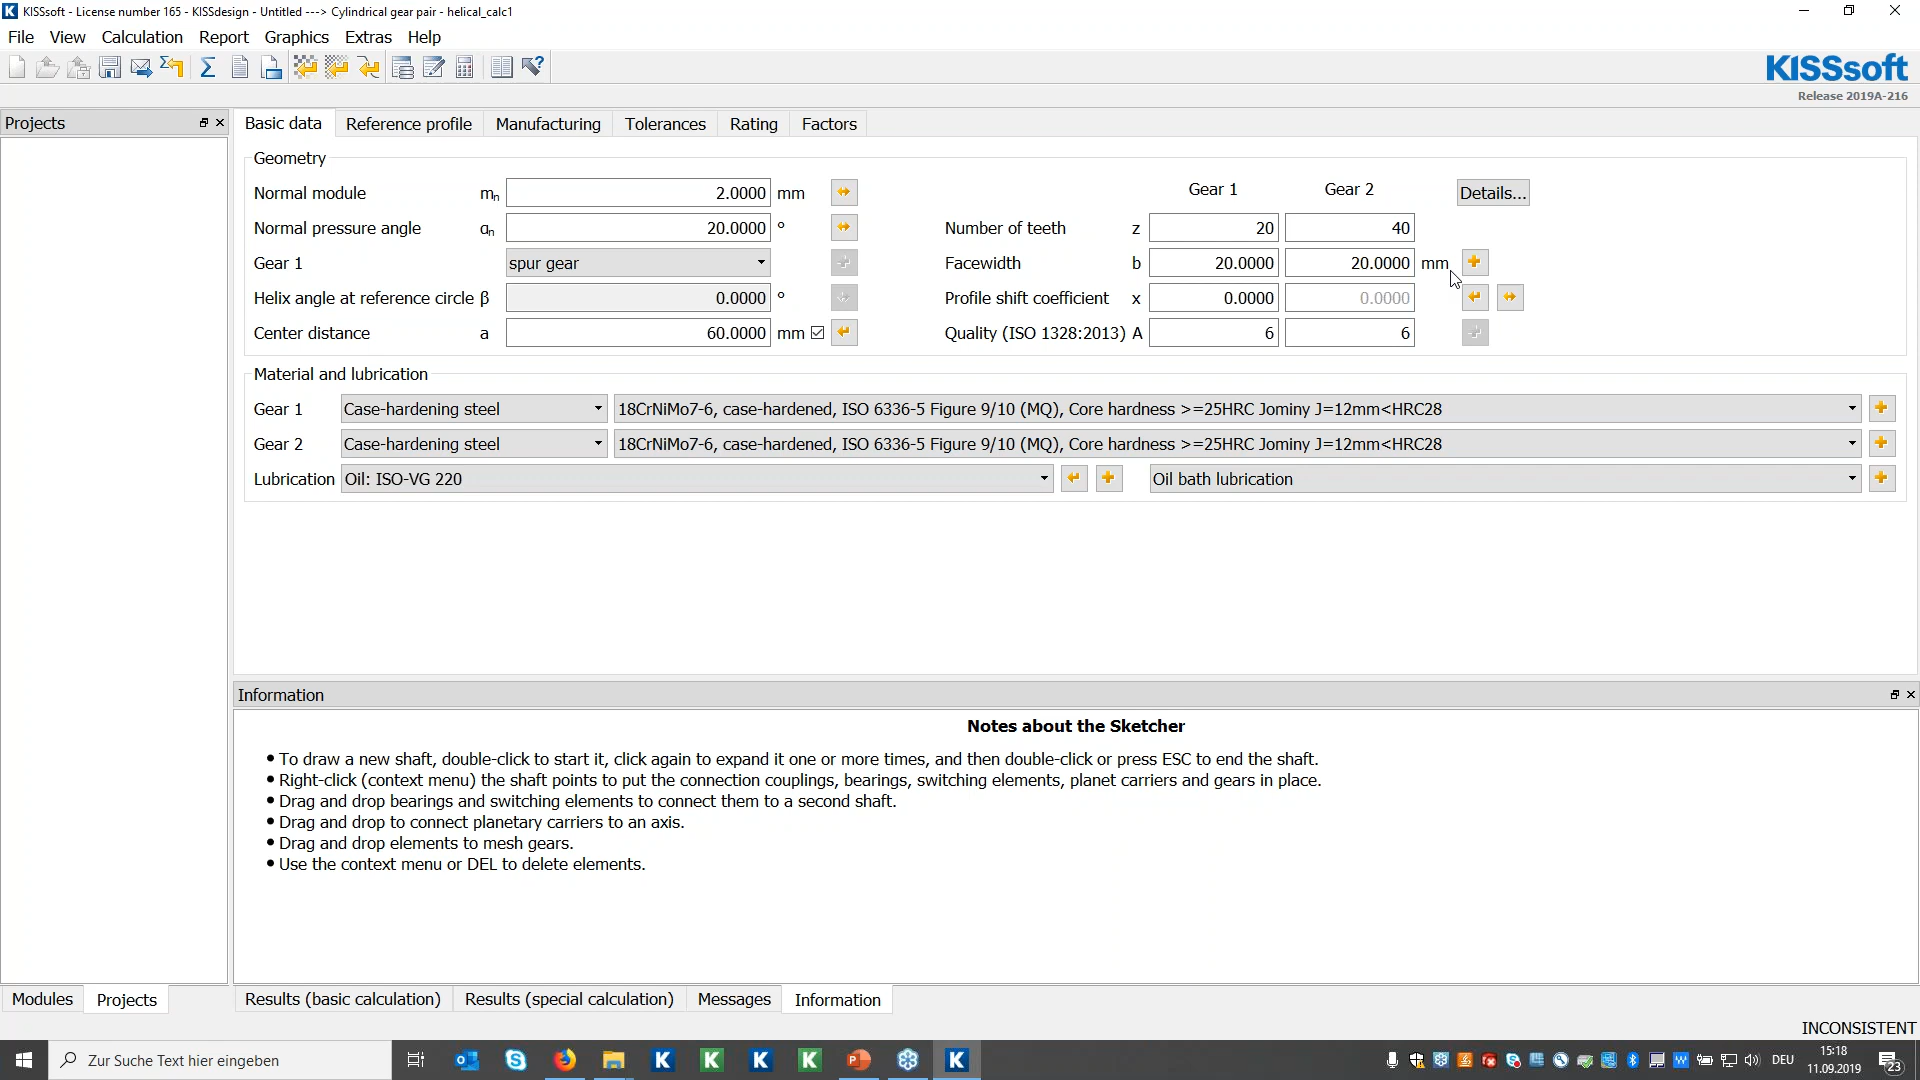 KISSsoft - License number 165 - KISSdesign - Untitled ---> Cylindrical gear pair - helical_calc1
File View Calculation Report Graphics Extras Help
KISSsoft
Release 2019A-216
Projects
Basic data Reference profile Manufacturing Tolerances Rating Factors
Geometry
Gear 1 Gear 2 Details...
Normal module mn 2.0000 mm
Normal pressure angle αn 20.0000 °
Number of teeth z 20 40
Gear 1 spur gear
Facewidth b 20.0000 20.0000 mm
Helix angle at reference circle β 0.0000 °
Profile shift coefficient x 0.0000 0.0000
Center distance a 60.0000 mm
Quality (ISO 1328:2013) A 6 6
Material and lubrication
Gear 1 Case-hardening steel 18CrNiMo7-6, case-hardened, ISO 6336-5 Figure 9/10 (MQ), Core hardness >=25HRC Jominy J=12mm<HRC28
Gear 2 Case-hardening steel 18CrNiMo7-6, case-hardened, ISO 6336-5 Figure 9/10 (MQ), Core hardness >=25HRC Jominy J=12mm<HRC28
Lubrication Oil: ISO-VG 220 Oil bath lubrication
Information
Notes about the Sketcher
• To draw a new shaft, double-click to start it, click again to expand it one or more times, and then double-click or press ESC to end the shaft.
• Right-click (context menu) the shaft points to put the connection couplings, bearings, switching elements, planet carriers and gears in place.
• Drag and drop bearings and switching elements to connect them to a second shaft.
• Drag and drop to connect planetary carriers to an axis.
• Drag and drop elements to mesh gears.
• Use the context menu or DEL to delete elements.
Modules Projects
Results (basic calculation) Results (special calculation) Messages Information
INCONSISTENT
Zur Suche Text hier eingeben
DEU
15:18
11.09.2019
23